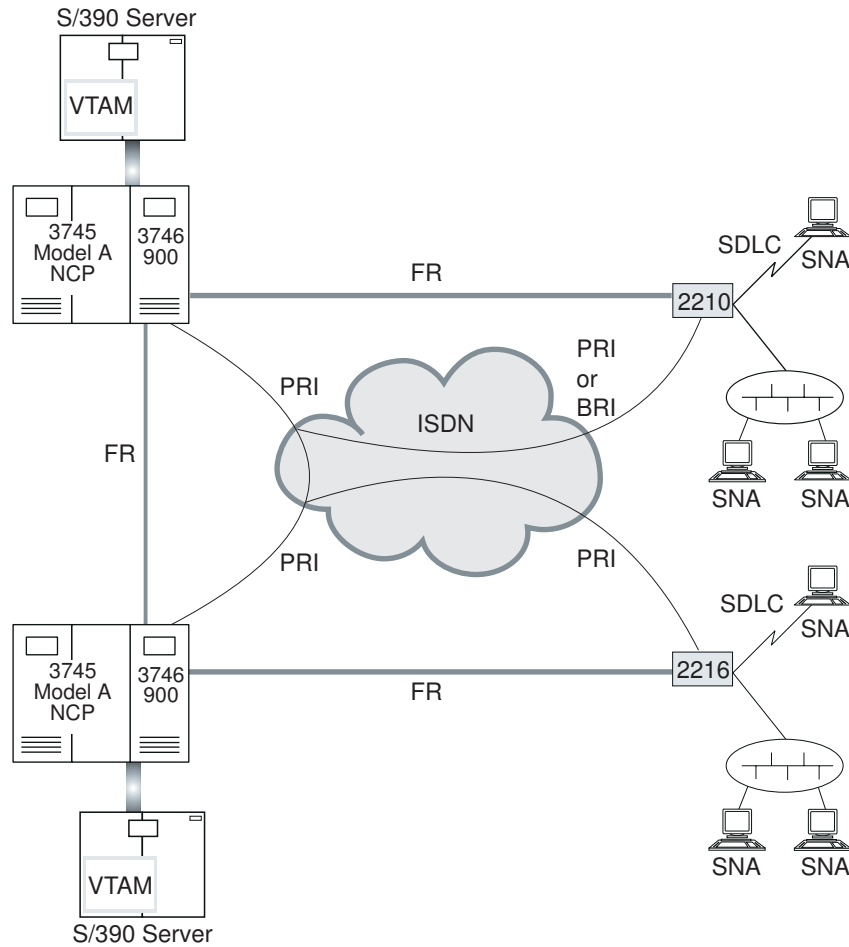 S/390 Server
VTAM
3745
Model A
NCP
3746
900
FR
2210
SDLC
SNA
SNA
SNA
PRI
PRI
or
BRI
ISDN
FR
PRI
PRI
SDLC
SNA
3745
Model A
NCP
3746
900
FR
2216
SNA
SNA
VTAM
S/390 Server